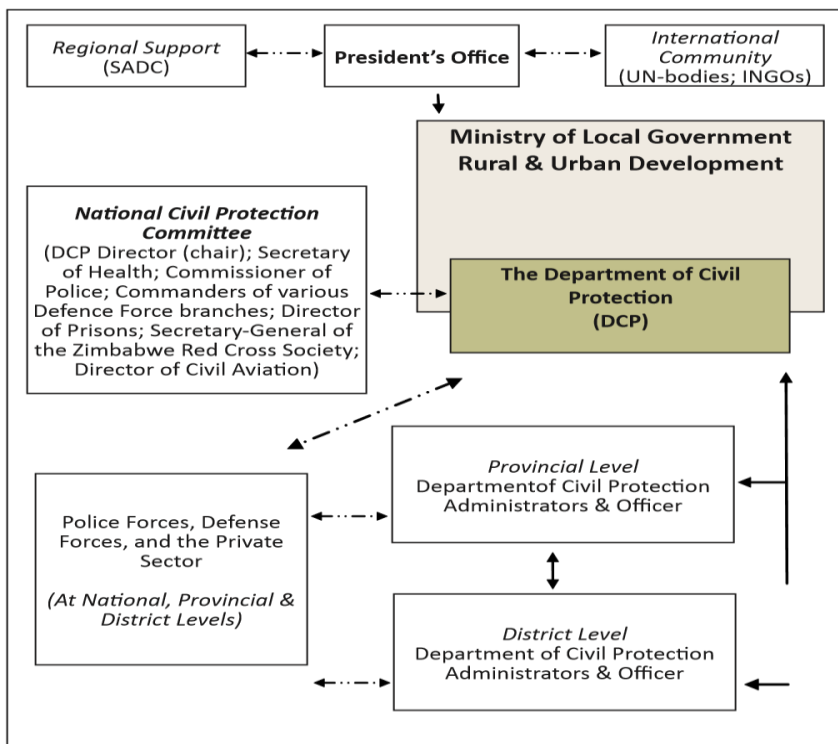 Regional Support
(SADC)
President's Office
International
Community
(UN-bodies; INGOs)
Ministry of Local Government
Rural & Urban Development
National Civil Protection
Committee
(DCP Director (chair); Secretary
of Health; Commissioner of
Police; Commanders of various
Defence Force branches; Director
of Prisons; Secretary-General of
the Zimbabwe Red Cross Society;
Director of Civil Aviation)
The Department of Civil
Protection
(DCP)
Provincial Level
Departmentof Civil Protection
Administrators & Officer
Police Forces, Defense
Forces, and the Private
Sector
(At National, Provincial &
District Levels)
District Level
Department of Civil Protection
Administrators & Officer